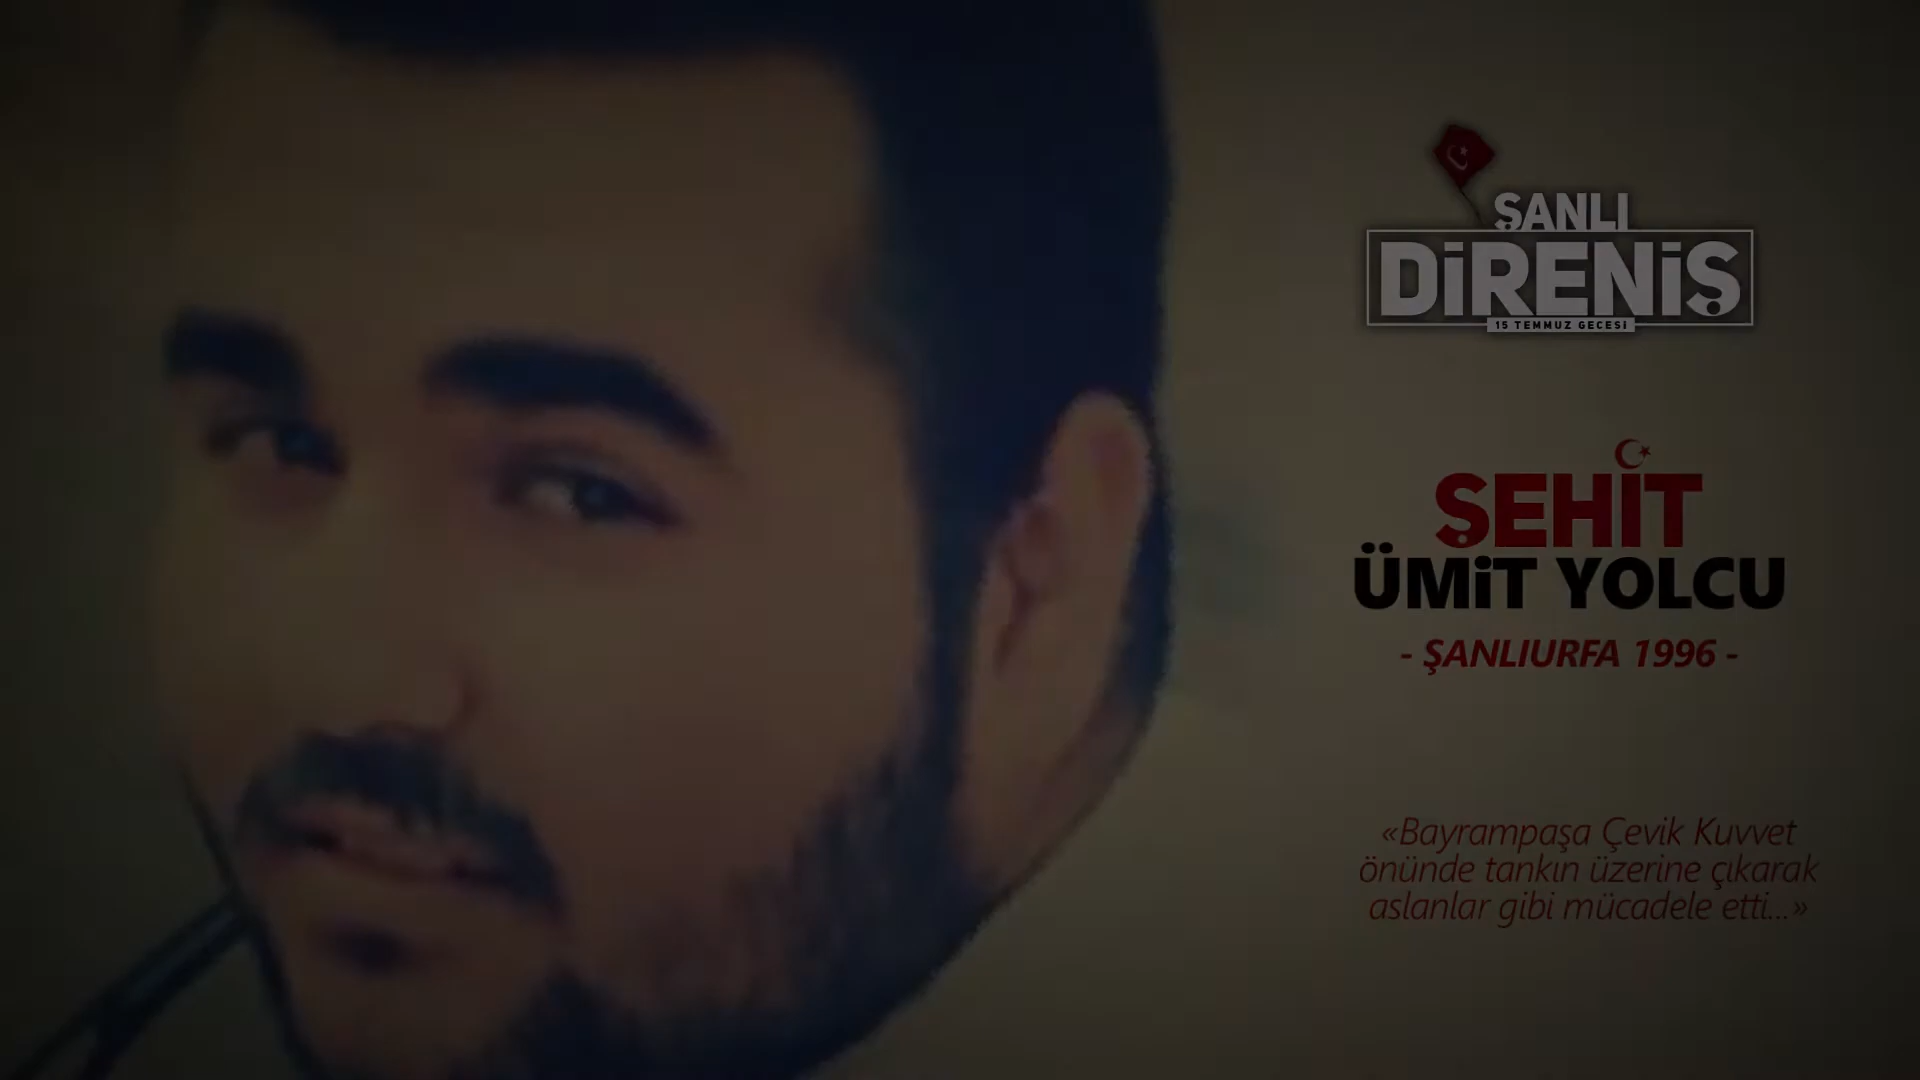 ŞANLI
DİRENİŞ
15 TEMMUZ GECESİ
ŞEHİT
ÜMİT YOLCU
- ŞANLIURFA 1996 -
«Bayrampaşa Çevik Kuvvet
önünde tankın üzerine çıkarak
aslanlar gibi mücadele etti...»